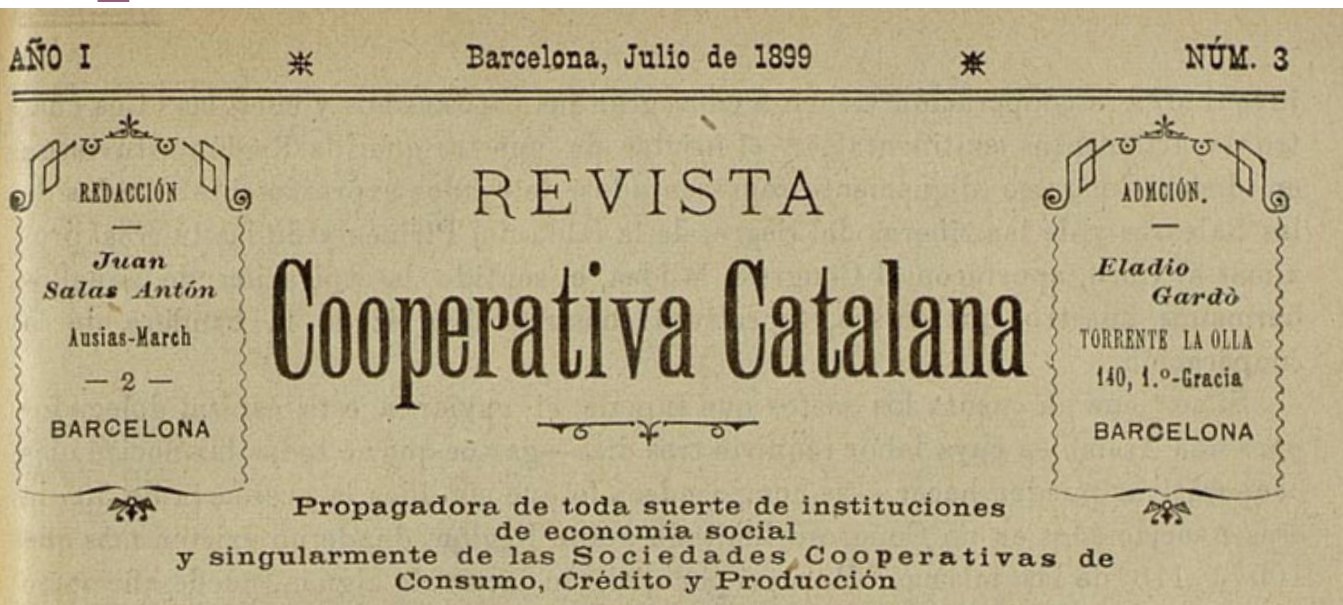 AÑO I
Barcelona, Julio de 1899
NÚM. 3
REDACCIÓN
Juan
Salas Antón
Ausias-March
— 2 —
BARCELONA
REVISTA
Cooperativa Catalana
ADMCIÓN.
Eladio
Gardò
TORRENTE LA OLLA
140, 1.º-Gracia
BARCELONA
Propagadora de toda suerte de instituciones
de economia social
y singularmente de las Sociedades Cooperativas de
Consumo, Crédito y Producción